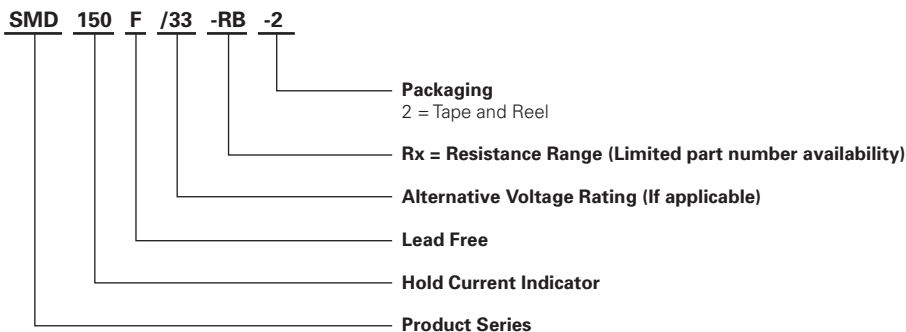 SMD 150 F /33 -RB -2
Packaging
2 = Tape and Reel
Rx = Resistance Range (Limited part number availability)
Alternative Voltage Rating (If applicable)
Lead Free
Hold Current Indicator
Product Series